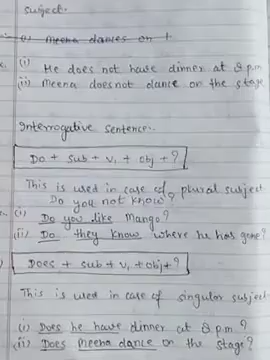 subject.
Meena dances on t
(i) He does not have dinner at 8 p.m
(ii) Meena does not dance on the stage
Interrogative sentence:-
Do + sub + V₁ + obj + ?
This is used in case of plural subject
Do you not know?
(i) Do you like Mango?
(ii) Do they know where he has gone?
Does + sub + V₁ + obj + ?
This is used in case of singular subject
(i) Does he have dinner at 8 p.m?
(ii) Does Meena dance on the stage?